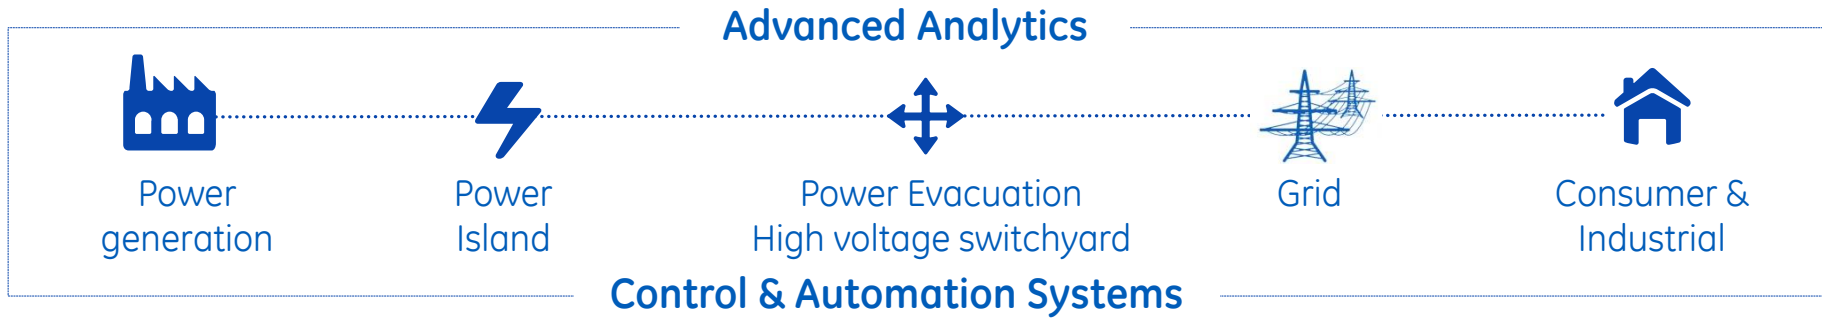 Advanced Analytics
Power
generation
Power
Island
Power Evacuation
High voltage switchyard
Grid
Consumer &
Industrial
Control & Automation Systems